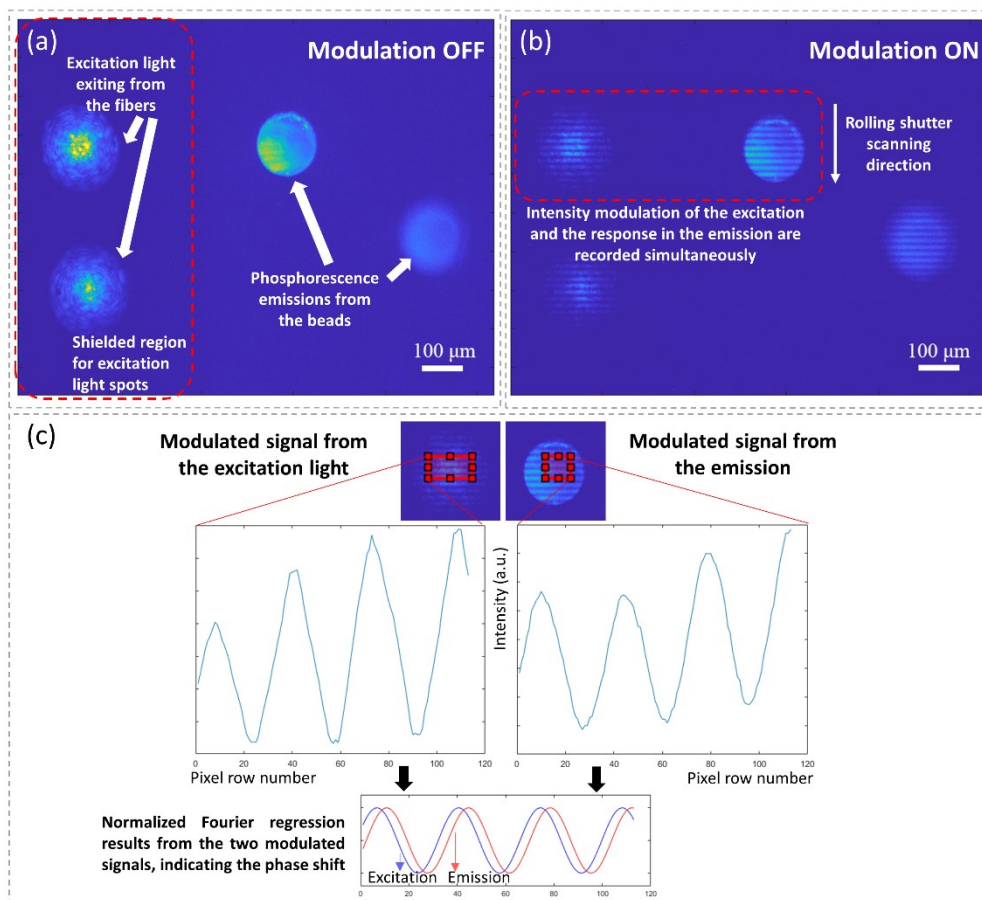 (a)
Modulation OFF
Excitation light
exiting from
the fibers
Phosphorescence
emissions from
the beads
Shielded region
for excitation
light spots
100 μm
(b)
Modulation ON
Rolling shutter
scanning
direction
Intensity modulation of the excitation
and the response in the emission are
recorded simultaneously
100 μm
(c)
Modulated signal from
the excitation light
Modulated signal from
the emission
Intensity (a.u.)
0 20 40 60 80 100 120
Pixel row number
0 20 40 60 80 100 120
Pixel row number
Normalized Fourier regression
results from the two modulated
signals, indicating the phase shift
Excitation
Emission
0 20 40 60 80 100 120